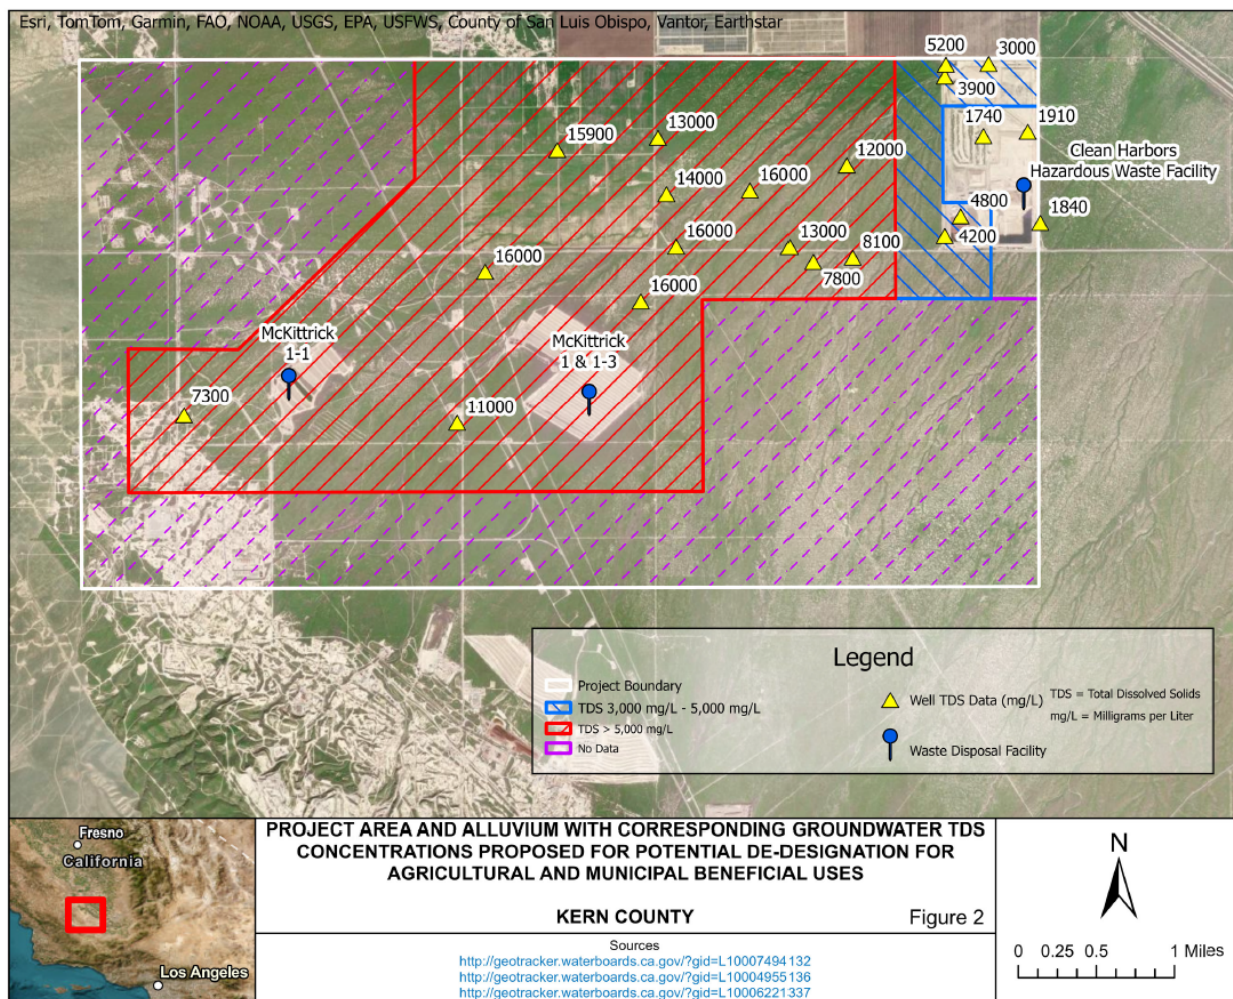 Esri, TomTom, Garmin, FAO, NOAA, USGS, EPA, USFWS, County of San Luis Obispo, Vantor, Earthstar
5200
3000
3900
1740
1910
15900
13000
12000
Clean Harbors
Hazardous Waste Facility
14000
16000
4800
1840
16000
13000
8100
4200
16000
7800
16000
McKittrick
1-1
McKittrick
1 & 1-3
7300
11000
Legend
Project Boundary
TDS 3,000 mg/L - 5,000 mg/L
TDS > 5,000 mg/L
No Data
Well TDS Data (mg/L)
Waste Disposal Facility
TDS = Total Dissolved Solids
mg/L = Milligrams per Liter
Fresno
California
Los Angeles
PROJECT AREA AND ALLUVIUM WITH CORRESPONDING GROUNDWATER TDS
CONCENTRATIONS PROPOSED FOR POTENTIAL DE-DESIGNATION FOR
AGRICULTURAL AND MUNICIPAL BENEFICIAL USES
KERN COUNTY
Figure 2
Sources
http://geotracker.waterboards.ca.gov/?gid=L10007494132
http://geotracker.waterboards.ca.gov/?gid=L10004955136
http://geotracker.waterboards.ca.gov/?gid=L10006221337
N
0 0.25 0.5 1 Miles